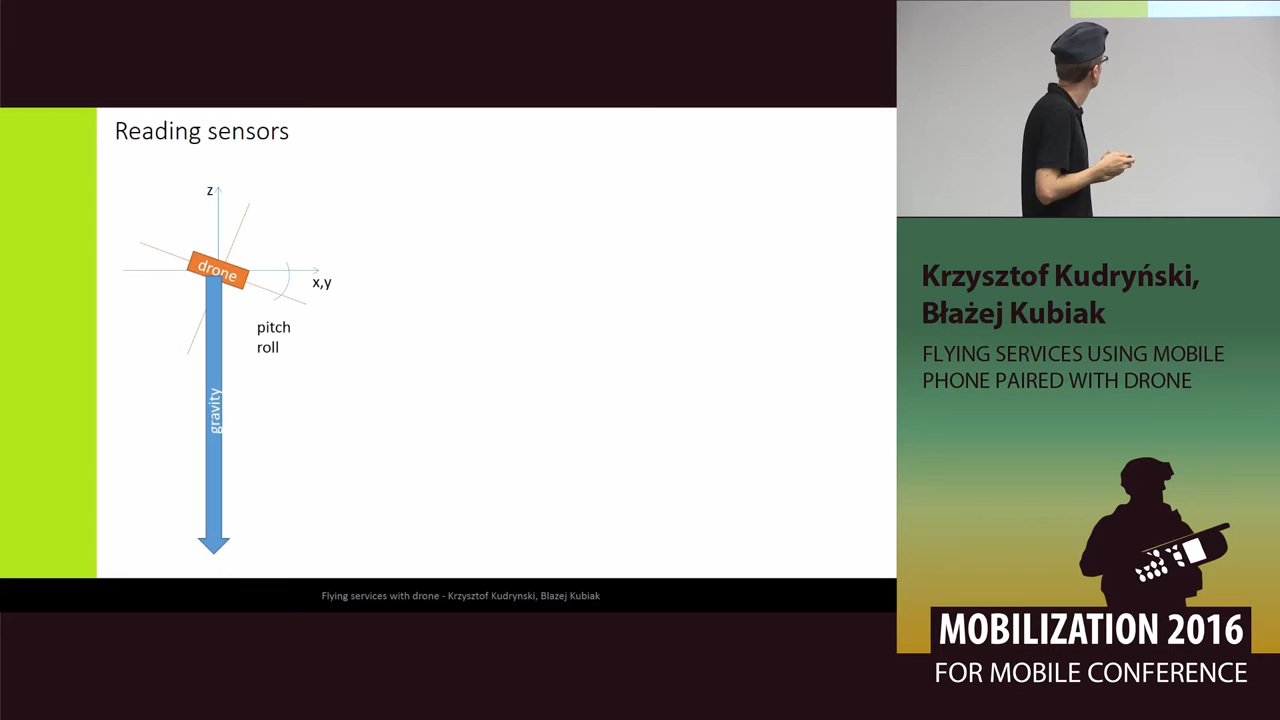 Reading sensors
z
drone
x,y
pitch
roll
gravity
Flying services with drone - Krzysztof Kudrynski, Blazej Kubiak
Krzysztof Kudryński,
Błażej Kubiak
FLYING SERVICES USING MOBILE
PHONE PAIRED WITH DRONE
MOBILIZATION 2016
FOR MOBILE CONFERENCE